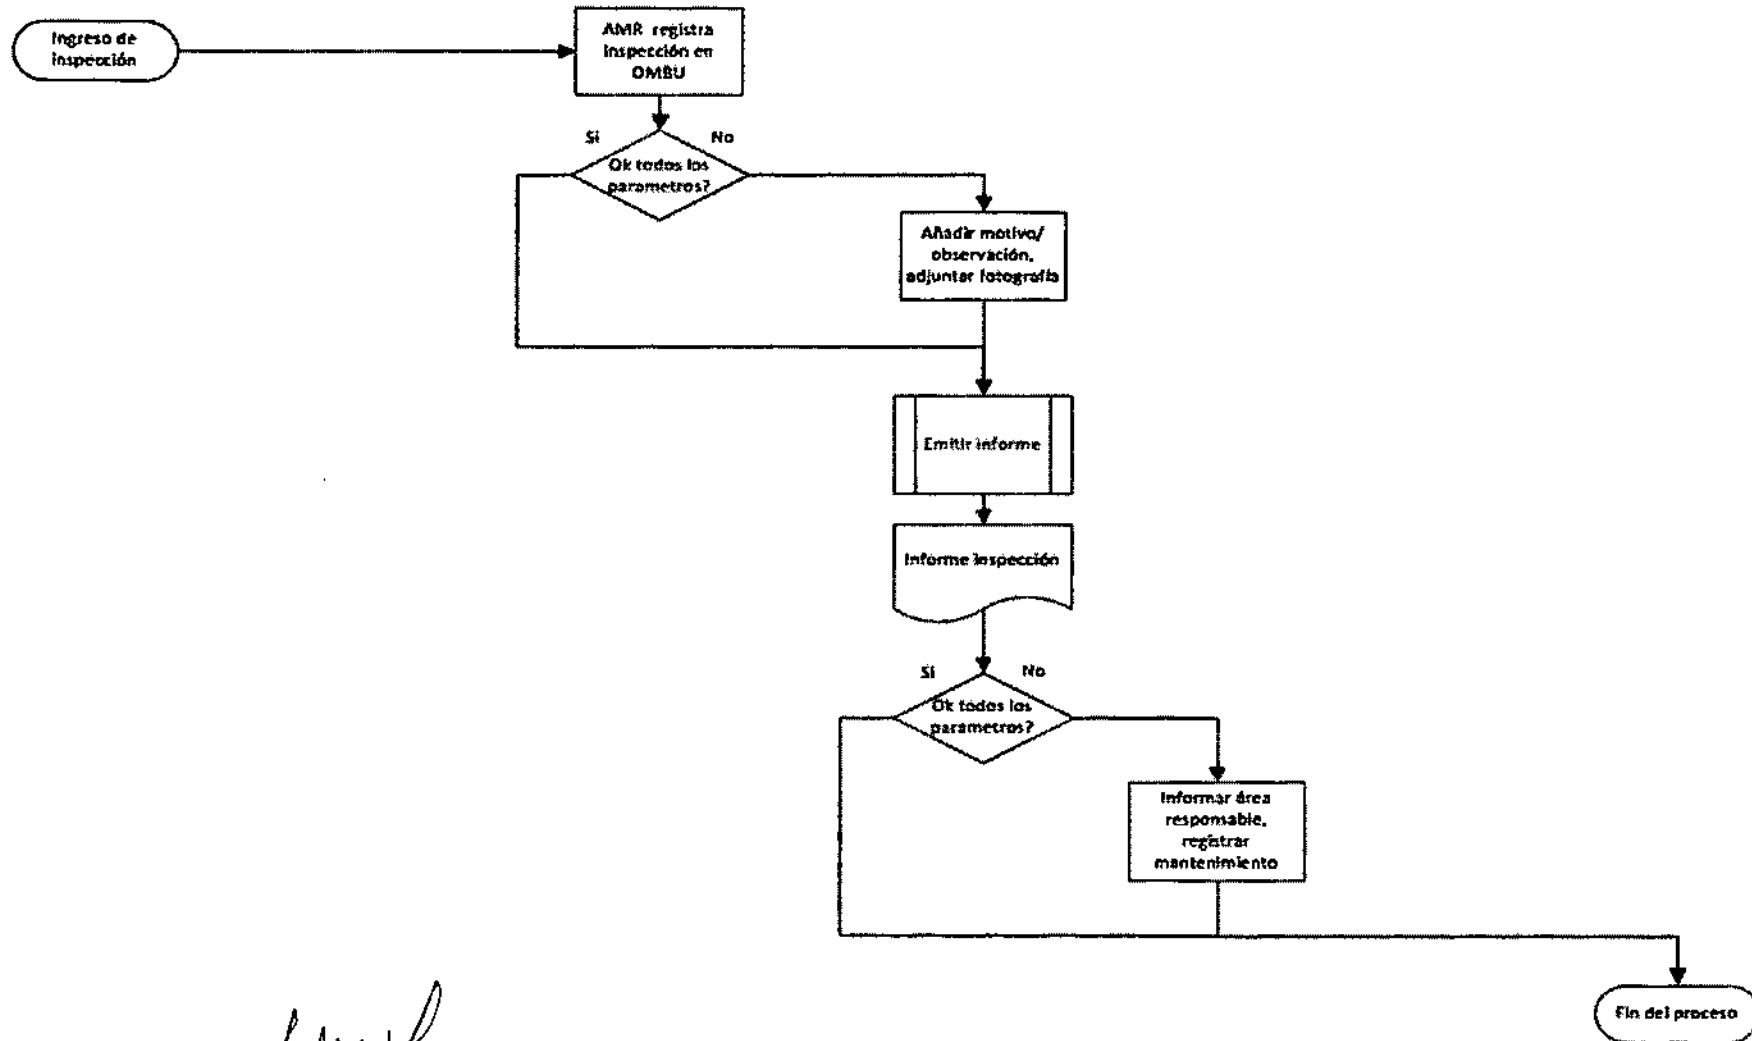 Ingreso de
inspección
AMR registra
inspección en
OMBU
Si
No
Ok todos los
parametros?
Añadir motivo/
observación,
adjuntar fotografía
Emitir informe
Informe inspección
Si
No
Ok todos los
parametros?
Informar área
responsable,
registrar
mantenimiento
Fin del proceso